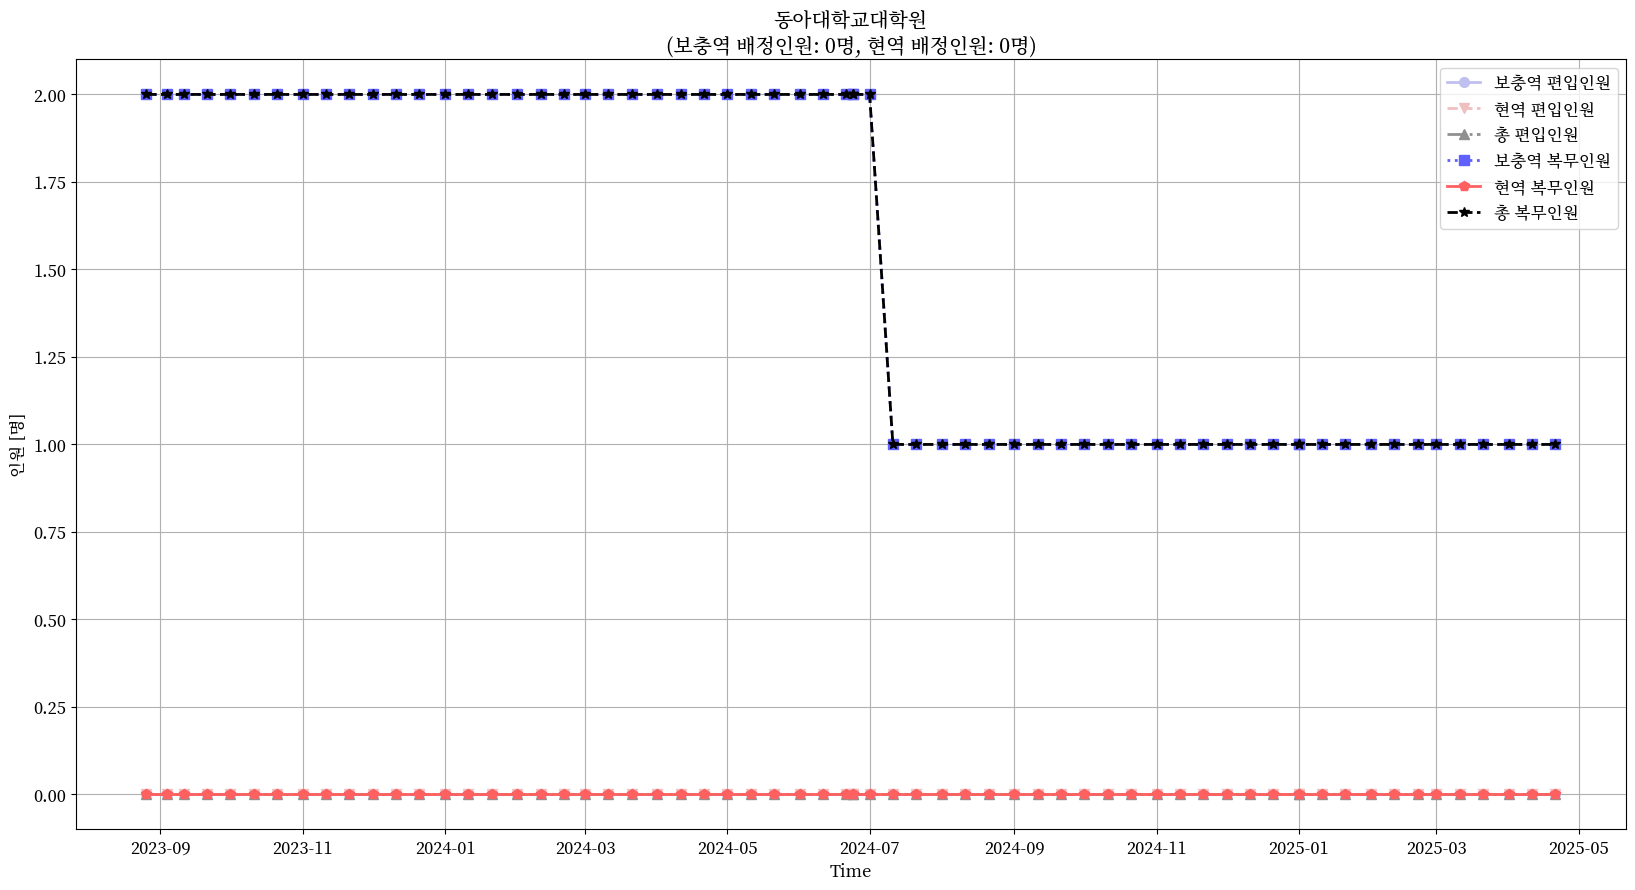 동아대학교대학원
(보충역 배정인원: 0명, 현역 배정인원: 0명)
보충역 편입인원
현역 편입인원
총 편입인원
보충역 복무인원
현역 복무인원
총 복무인원
인원 [명]
2.00
1.75
1.50
1.25
1.00
0.75
0.50
0.25
0.00
2023-09 2023-11 2024-01 2024-03 2024-05 2024-07 2024-09 2024-11 2025-01 2025-03 2025-05
Time